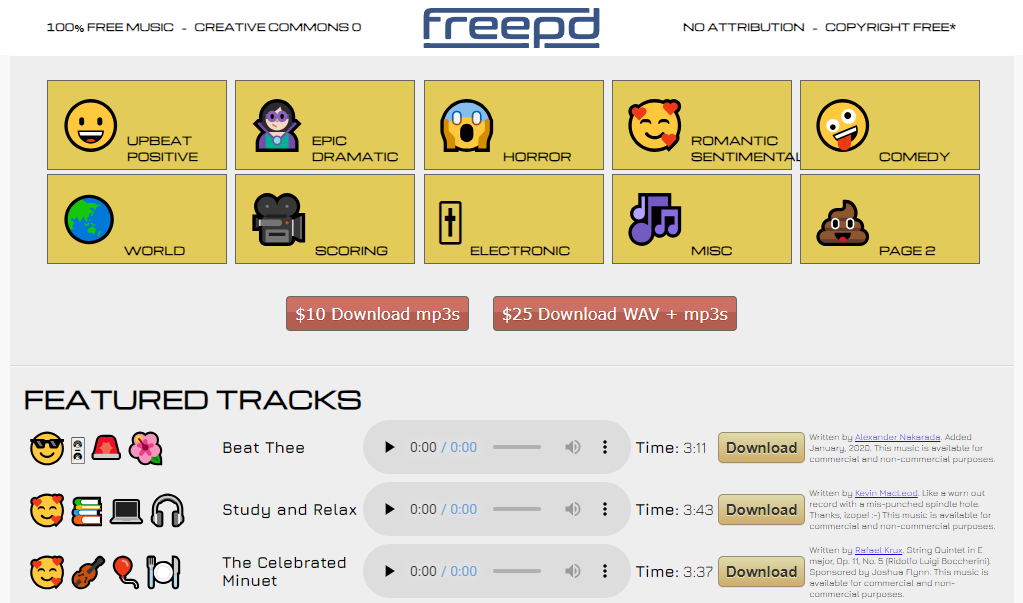 100% FREE MUSIC - CREATIVE COMMONS 0
freepd
NO ATTRIBUTION - COPYRIGHT FREE*
UPBEAT
POSITIVE
EPIC
DRAMATIC
HORROR
ROMANTIC
SENTIMENTAL
COMEDY
WORLD
SCORING
ELECTRONIC
MISC
PAGE 2
$10 Download mp3s
$25 Download WAV + mp3s
FEATURED TRACKS
Beat Thee
0:00 / 0:00
Time: 3:11
Download
Written by Alexander Nakarada. Added
January, 2020. This music is available for
commercial and non-commercial purposes.
Study and Relax
0:00 / 0:00
Time: 3:43
Download
Written by Kevin MacLeod. Like a worn out
record with a mis-punched spindle hole.
Thanks, Izope! :-) This music is available for
commercial and non-commercial purposes.
The Celebrated
Minuet
0:00 / 0:00
Time: 3:37
Download
Written by Rafael Krux. String Quintet in E
major, Op. 11, No. 5 (Ridolfo Luigi Boccherini).
Sponsored by Joshua Flynn. This music is
available for commercial and non-
commercial purposes.